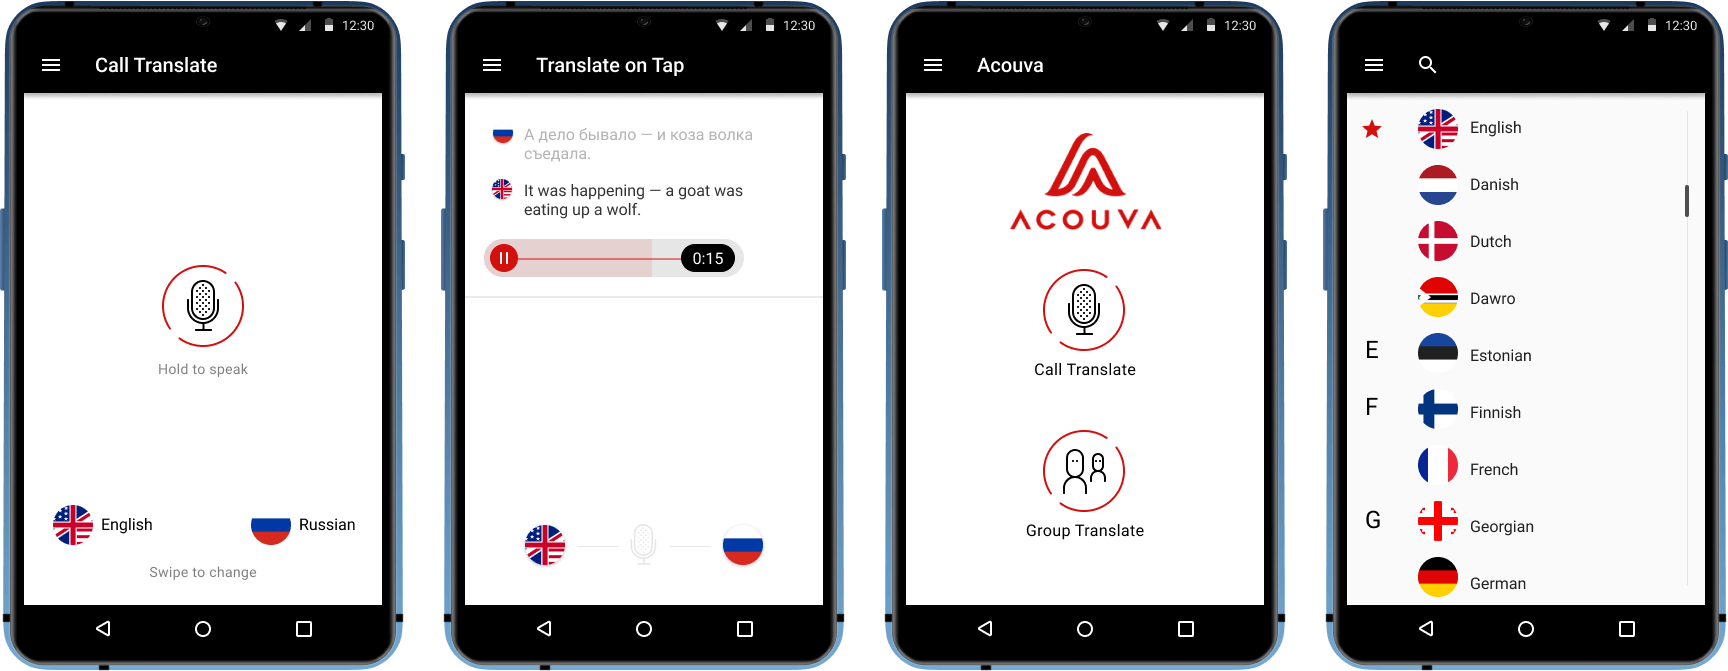 12:30
Call Translate
Hold to speak
English
Russian
Swipe to change
12:30
Translate on Tap
А дело бывало — и коза волка
съедала.
It was happening — a goat was
eating up a wolf.
0:15
12:30
Acouva
ACOUVA
Call Translate
Group Translate
12:30
English
Danish
Dutch
Dawro
E
Estonian
F
Finnish
French
G
Georgian
German